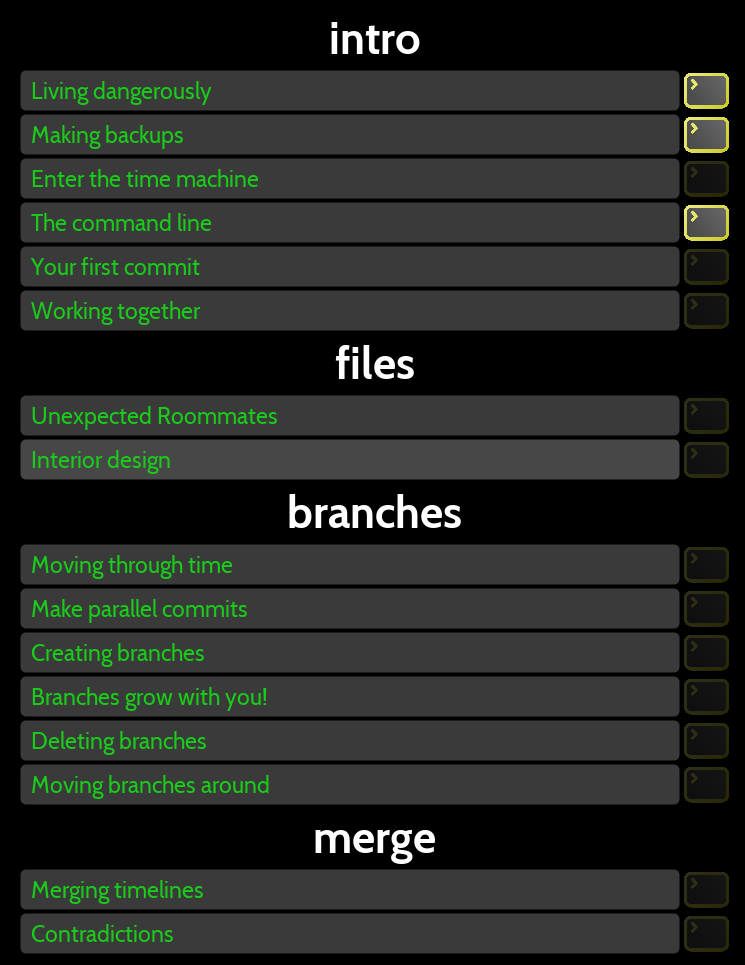 intro
Living dangerously
Making backups
Enter the time machine
The command line
Your first commit
Working together
files
Unexpected Roommates
Interior design
branches
Moving through time
Make parallel commits
Creating branches
Branches grow with you!
Deleting branches
Moving branches around
merge
Merging timelines
Contradictions